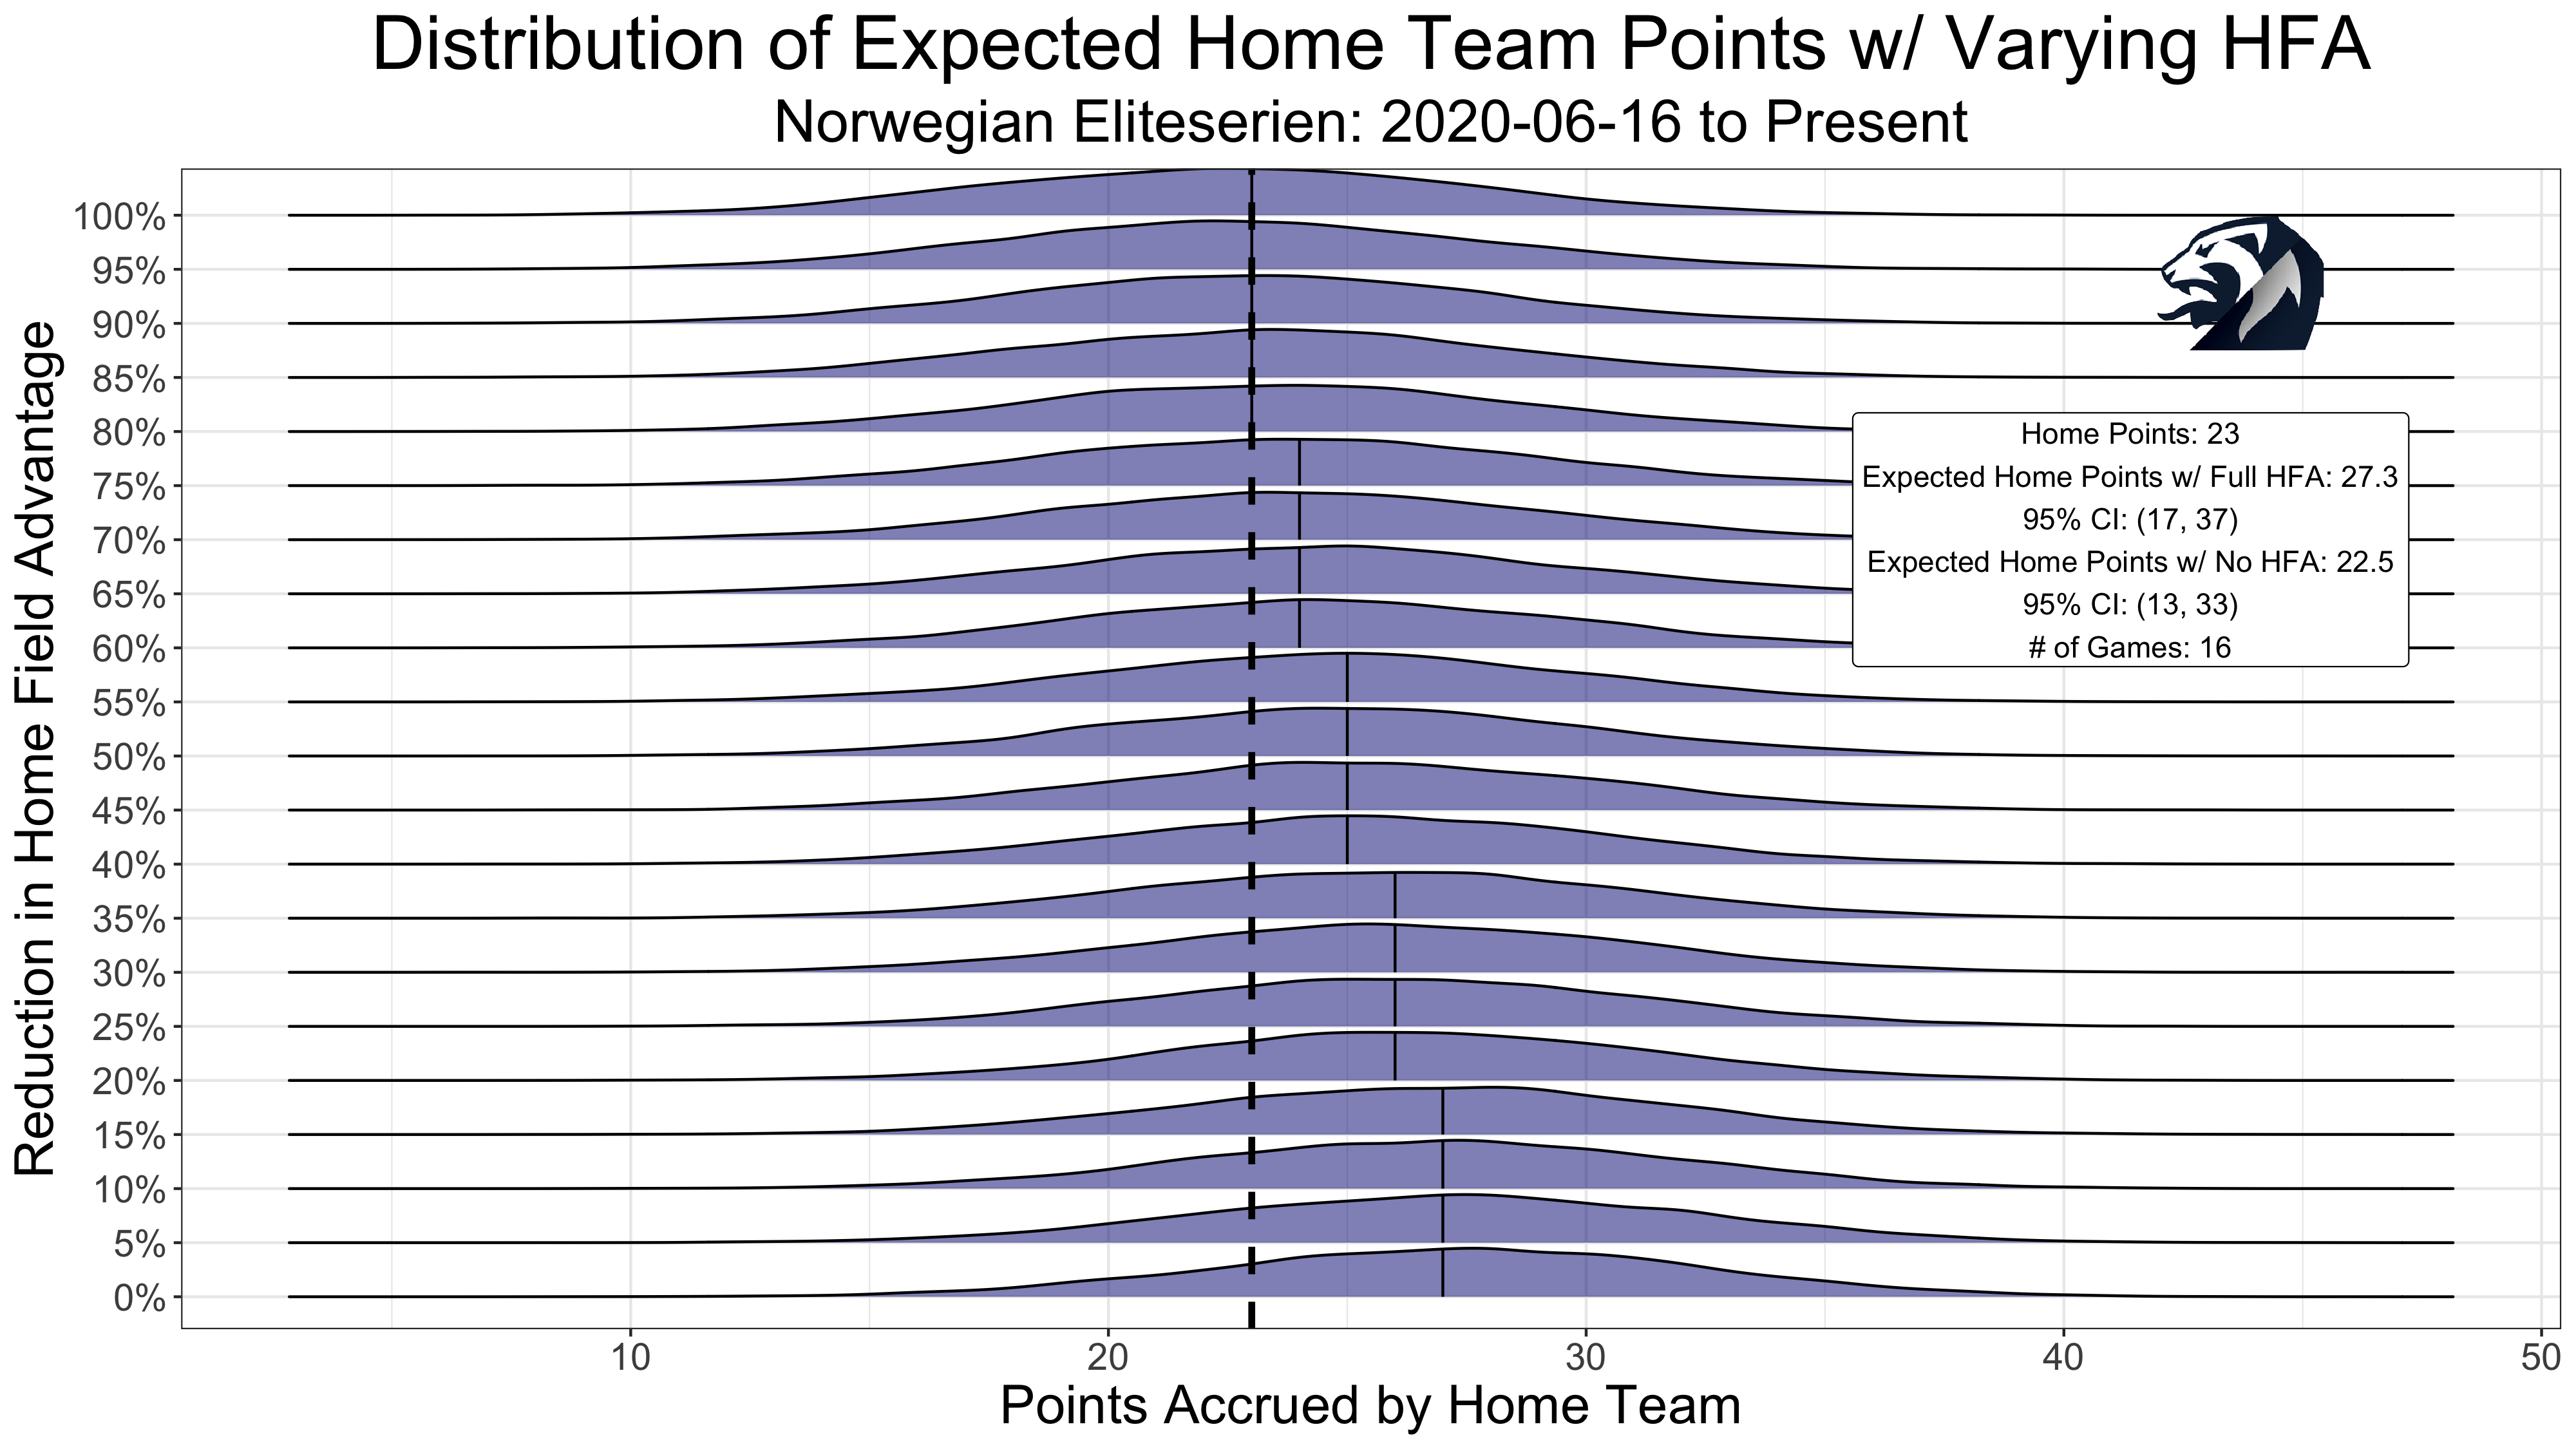 Distribution of Expected Home Team Points w/ Varying HFA
Norwegian Eliteserien: 2020-06-16 to Present
Reduction in Home Field Advantage
100%
95%
90%
85%
80%
75%
70%
65%
60%
55%
50%
45%
40%
35%
30%
25%
20%
15%
10%
5%
0%
Home Points: 23
Expected Home Points w/ Full HFA: 27.3
95% CI: (17, 37)
Expected Home Points w/ No HFA: 22.5
95% CI: (13, 33)
# of Games: 16
10 20 30 40 50
Points Accrued by Home Team